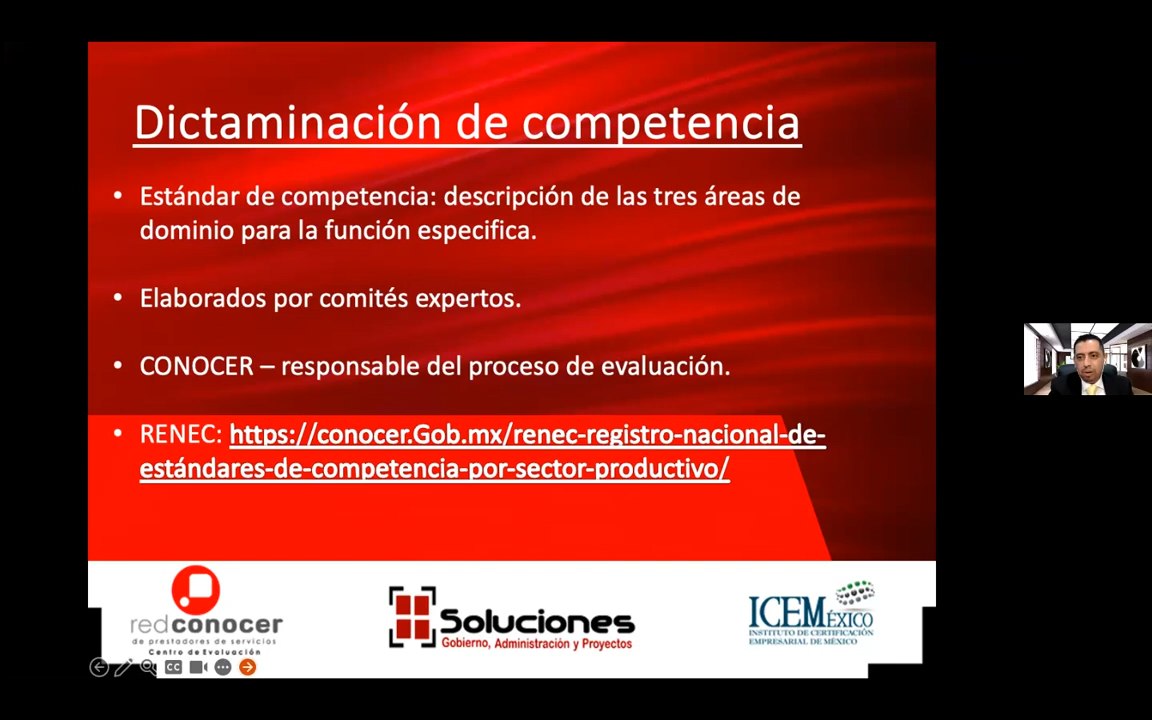 Dictaminación de competencia
• Estándar de competencia: descripción de las tres áreas de
dominio para la función especifica.
• Elaborados por comités expertos.
• CONOCER – responsable del proceso de evaluación.
• RENEC: https://conocer.Gob.mx/renec-registro-nacional-de-
estándares-de-competencia-por-sector-productivo/
redconocer
de prestadores de servicios
Centro de Evaluación
Soluciones
Gobierno, Administración y Proyectos
ICEMÉXICO
INSTITUTO DE CERTIFICACIÓN
EMPRESARIAL DE MÉXICO
CC